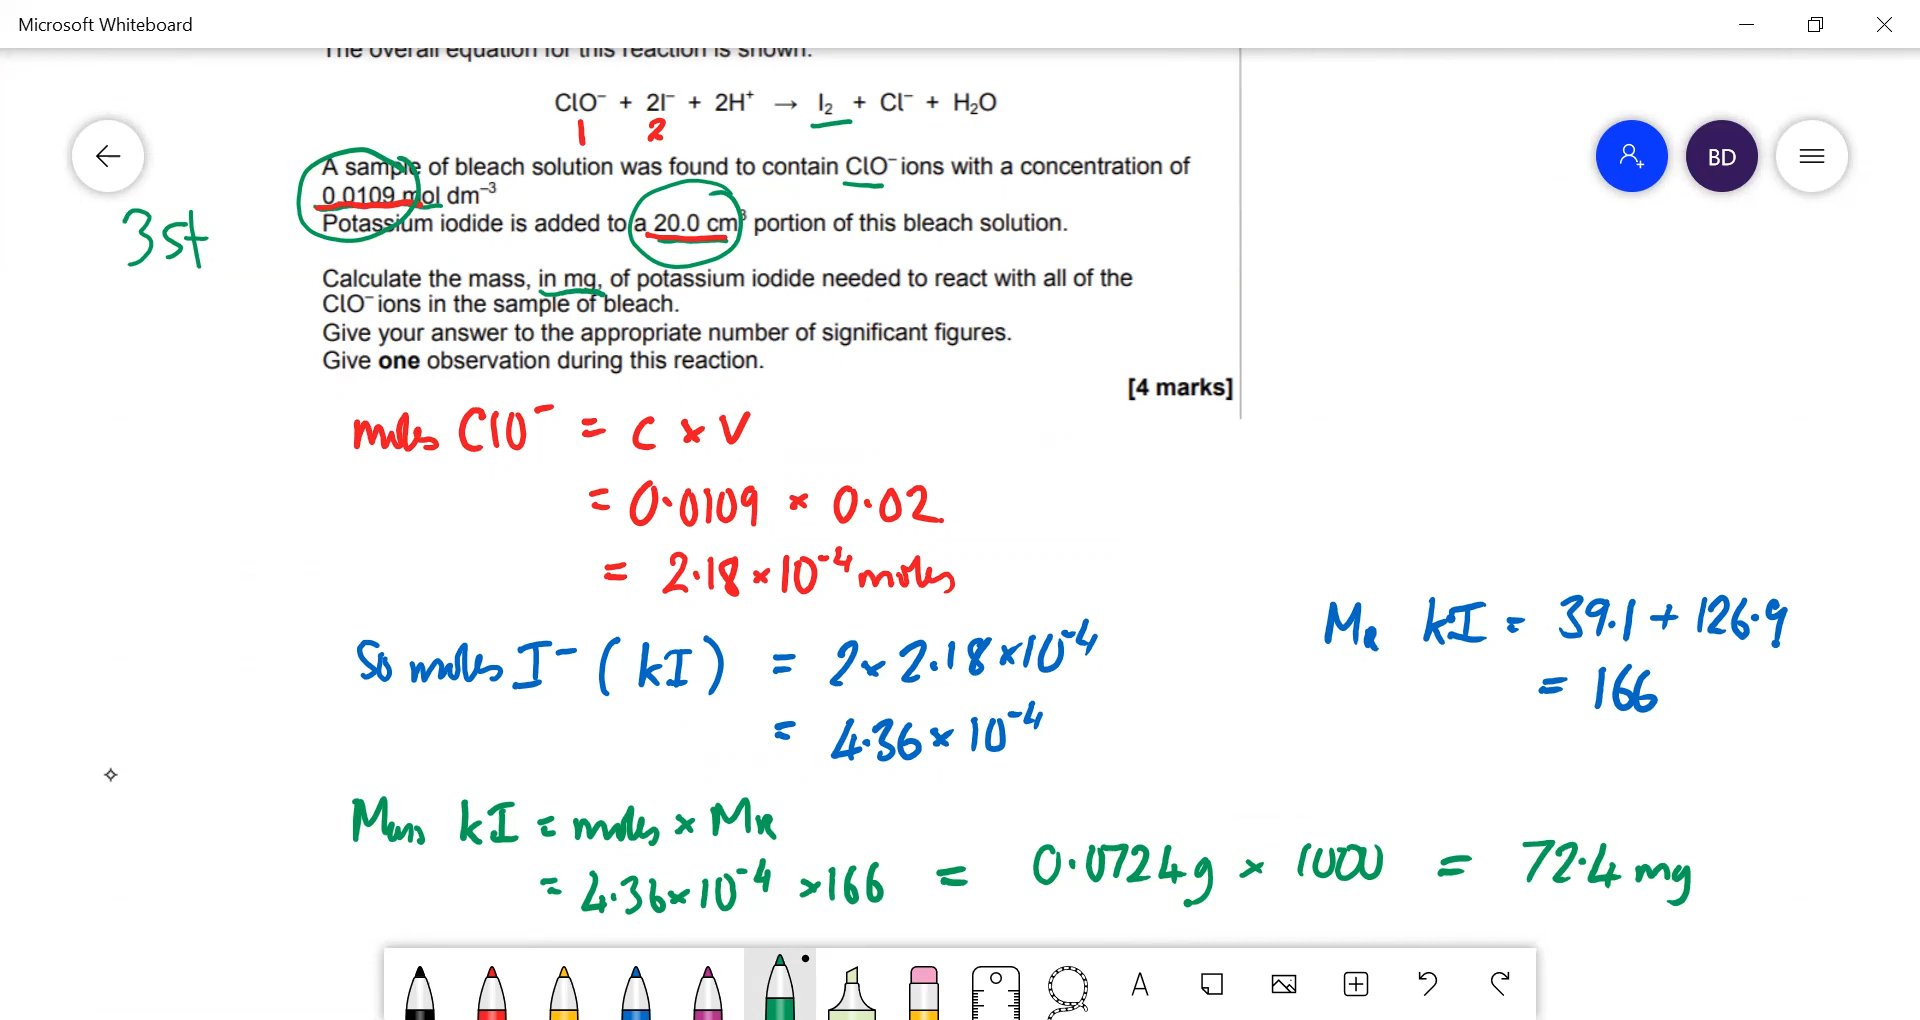 Microsoft Whiteboard
The overall equation for this reaction is shown.
ClO⁻ + 2I⁻ + 2H⁺ → I₂ + Cl⁻ + H₂O
1 2
A sample of bleach solution was found to contain ClO⁻ ions with a concentration of
0.0109 mol dm⁻³
Potassium iodide is added to a 20.0 cm³ portion of this bleach solution.
BD
3sf
Calculate the mass, in mg, of potassium iodide needed to react with all of the
ClO⁻ ions in the sample of bleach.
Give your answer to the appropriate number of significant figures.
Give one observation during this reaction.
[4 marks]
moles ClO⁻ = C × V
= 0.0109 × 0.02
= 2.18 × 10⁻⁴ moles
So moles I⁻ (kI) = 2 × 2.18 × 10⁻⁴
= 4.36 × 10⁻⁴
MR kI = 39.1 + 126.9
= 166
Mass kI = moles × MR
= 4.36 × 10⁻⁴ × 166 = 0.0724g × 1000 = 72.4 mg
A